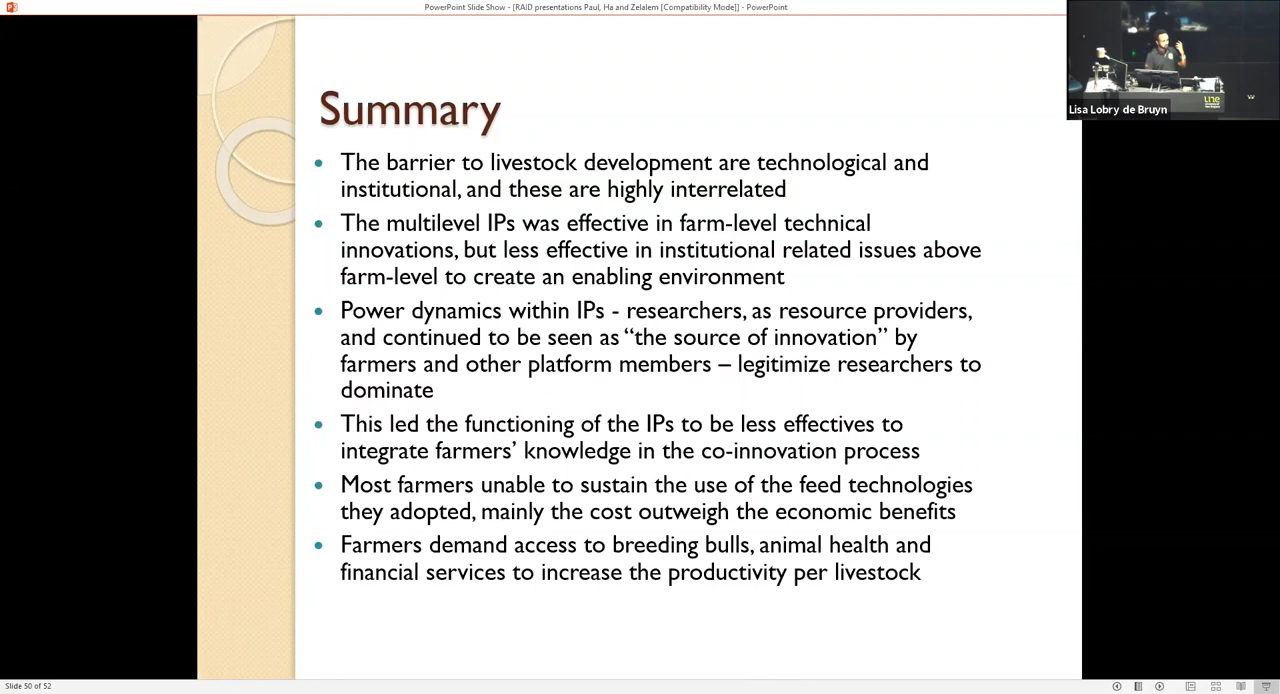 PowerPoint Slide Show - [RAID presentations Paul, Ha and Zelalem [Compatibility Mode]] - PowerPoint
Lisa Lobry de Bruyn
une
Summary
The barrier to livestock development are technological and
institutional, and these are highly interrelated
The multilevel IPs was effective in farm-level technical
innovations, but less effective in institutional related issues above
farm-level to create an enabling environment
Power dynamics within IPs - researchers, as resource providers,
and continued to be seen as “the source of innovation” by
farmers and other platform members – legitimize researchers to
dominate
This led the functioning of the IPs to be less effectives to
integrate farmers’ knowledge in the co-innovation process
Most farmers unable to sustain the use of the feed technologies
they adopted, mainly the cost outweigh the economic benefits
Farmers demand access to breeding bulls, animal health and
financial services to increase the productivity per livestock
Slide 50 of 52